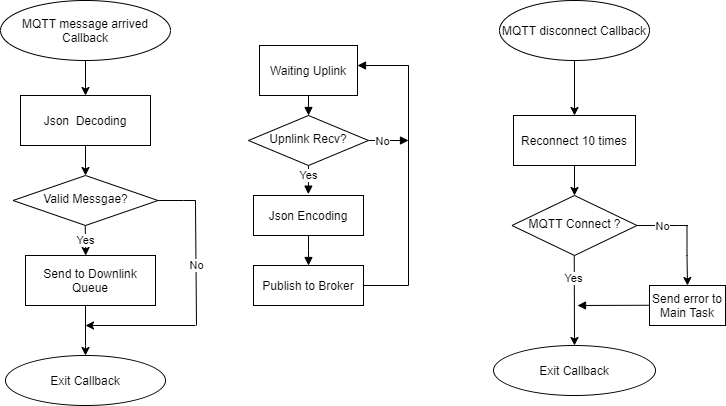 MQTT message arrived
Callback
Json  Decoding
Valid Messgae?
Yes
No
Send to Downlink
Queue
Exit Callback
Waiting Uplink
Upnlink Recv?
No
Yes
Json Encoding
Publish to Broker
MQTT disconnect Callback
Reconnect 10 times
MQTT Connect ?
No
Yes
Send error to
Main Task
Exit Callback